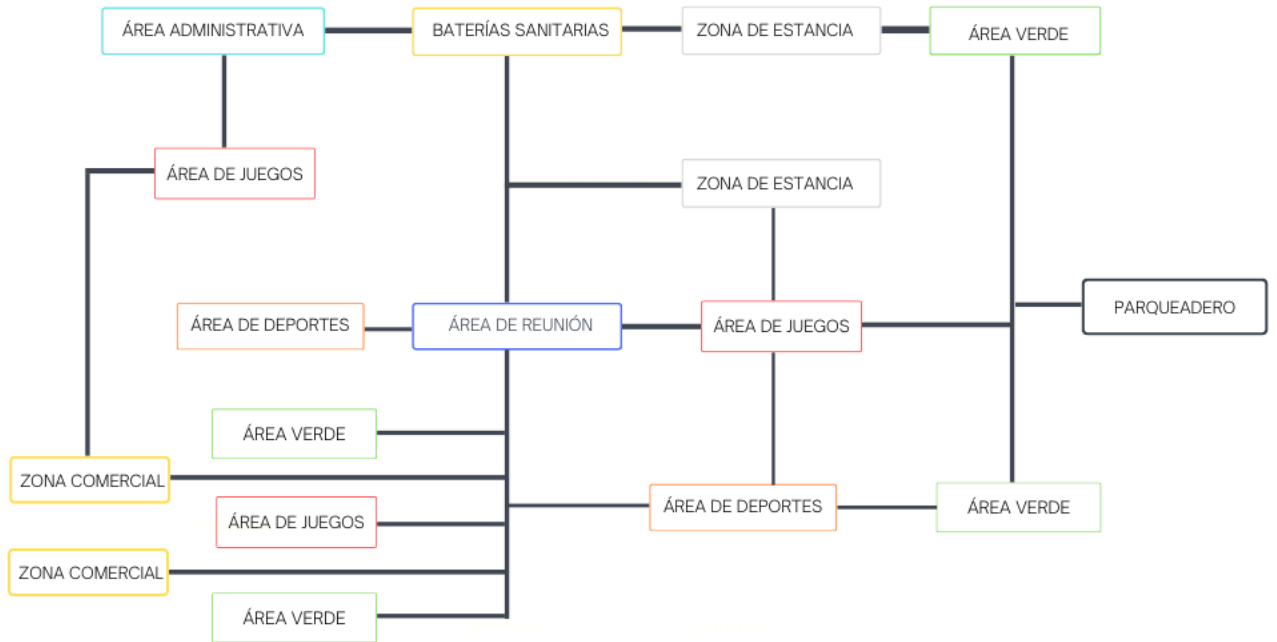 ÁREA ADMINISTRATIVA
BATERÍAS SANITARIAS
ZONA DE ESTANCIA
ÁREA VERDE
ÁREA DE JUEGOS
ZONA DE ESTANCIA
ÁREA DE DEPORTES
ÁREA DE REUNIÓN
ÁREA DE JUEGOS
PARQUEADERO
ÁREA VERDE
ZONA COMERCIAL
ÁREA DE JUEGOS
ÁREA DE DEPORTES
ÁREA VERDE
ZONA COMERCIAL
ÁREA VERDE